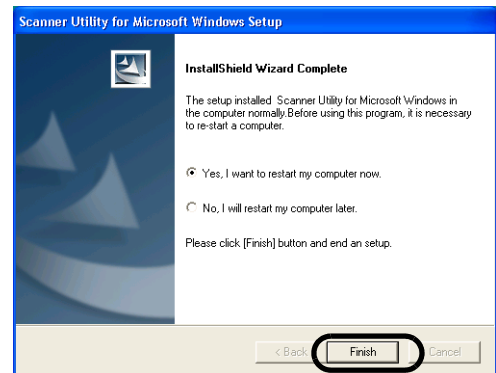 Scanner Utility for Microsoft Windows Setup
InstallShield Wizard Complete
The setup installed Scanner Utility for Microsoft Windows in
the computer normally.Before using this program, it is necessary
to re-start a computer.
Yes, I want to restart my computer now.
No, I will restart my computer later.
Please click [Finish] button and end an setup.
< Back
Finish
Cancel